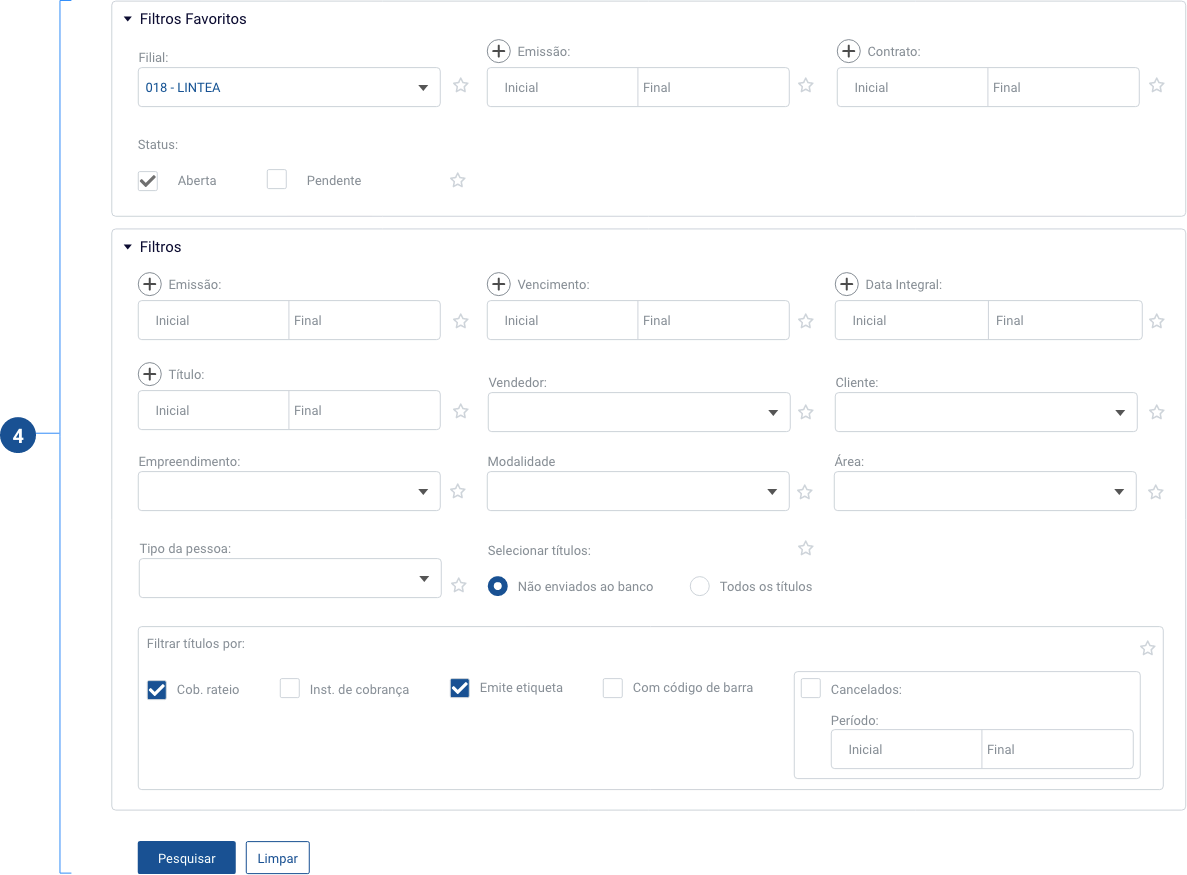 Filtros Favoritos
Filial:
Emissão:
Contrato:
018 - LINTEA
Inicial
Final
Inicial
Final
Status:
Aberta
Pendente
Filtros
Emissão:
Vencimento:
Data Integral:
Inicial
Final
Inicial
Final
Inicial
Final
Título:
Vendedor:
Cliente:
Inicial
Final
4
Empreendimento:
Modalidade
Área:
Tipo da pessoa:
Selecionar títulos:
Não enviados ao banco
Todos os títulos
Filtrar títulos por:
Cob. rateio
Inst. de cobrança
Emite etiqueta
Com código de barra
Cancelados:
Período:
Inicial
Final
Pesquisar
Limpar